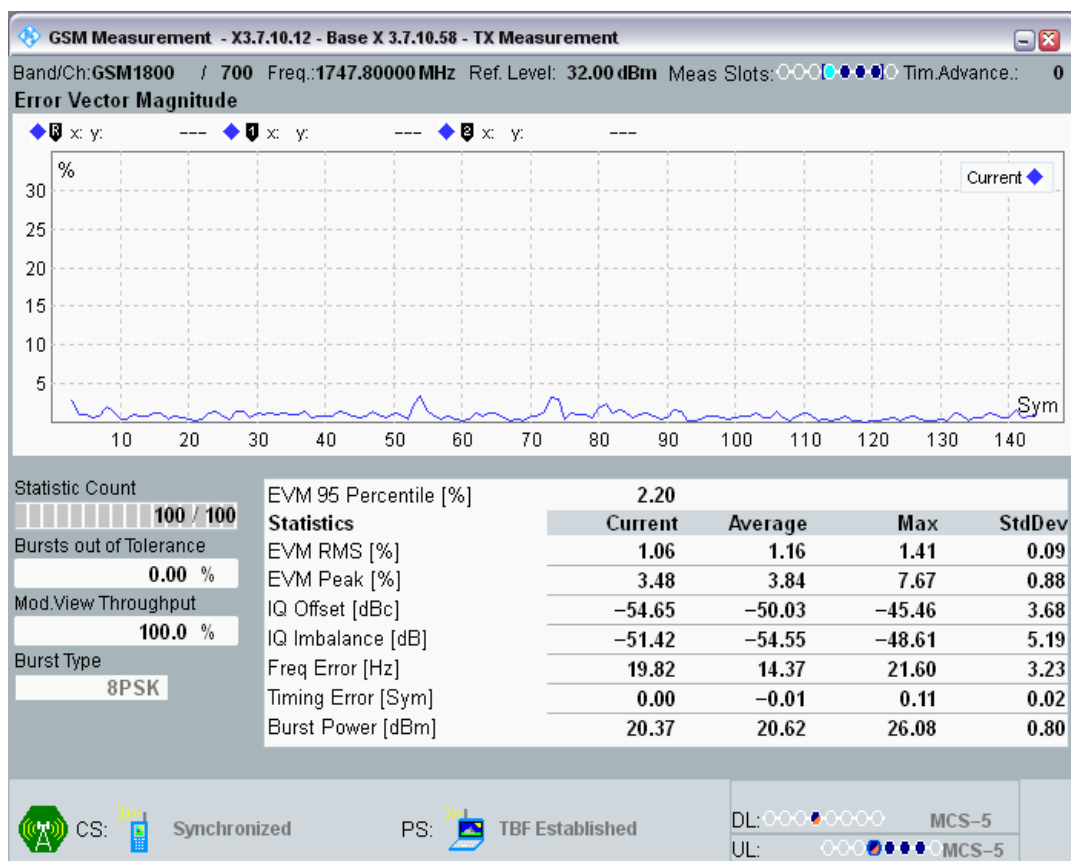 GSM Measurement - X3.7.10.12 - Base X 3.7.10.58 - TX Measurement
Band/Ch:GSM1800 / 700 Freq.:1747.80000MHz Ref. Level: 32.00 dBm Meas Slots: Tim.Advance.: 0
Error Vector Magnitude
R x: y: --- 1 x: y: --- 2 x: y: ---
%
Current
30
25
20
15
10
5
Sym
10 20 30 40 50 60 70 80 90 100 110 120 130 140
Statistic Count
100 / 100
Bursts out of Tolerance
0.00 %
Mod.View Throughput
100.0 %
Burst Type
8PSK
EVM 95 Percentile [%] 2.20
Statistics Current Average Max StdDev
EVM RMS [%] 1.06 1.16 1.41 0.09
EVM Peak [%] 3.48 3.84 7.67 0.88
IQ Offset [dBc] −54.65 −50.03 −45.46 3.68
IQ Imbalance [dB] −51.42 −54.55 −48.61 5.19
Freq Error [Hz] 19.82 14.37 21.60 3.23
Timing Error [Sym] 0.00 −0.01 0.11 0.02
Burst Power [dBm] 20.37 20.62 26.08 0.80
CS: Synchronized PS: TBF Established
DL: MCS−5
UL: MCS−5